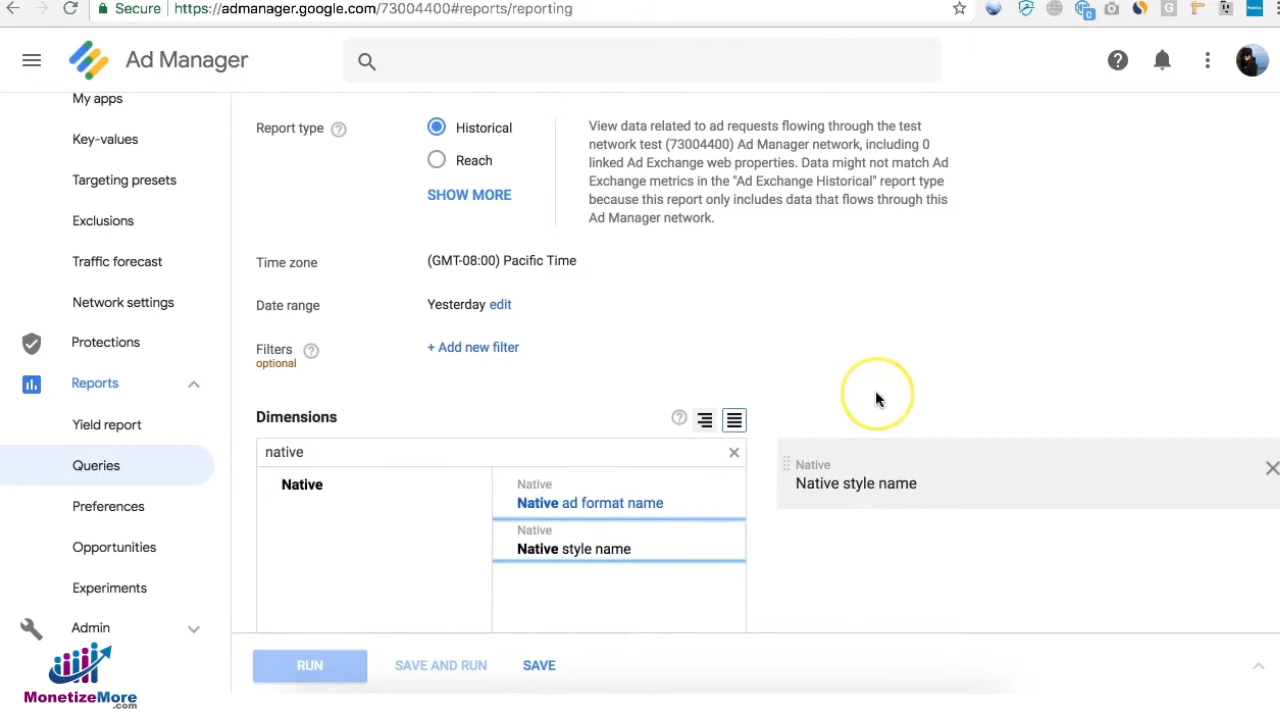 Secure
https://admanager.google.com/73004400#reports/reporting
0
G
Ad Manager
My apps
Key-values
Targeting presets
Exclusions
Traffic forecast
Network settings
Protections
Reports
Yield report
Queries
Preferences
Opportunities
Experiments
Admin
Report type
Historical
Reach
SHOW MORE
View data related to ad requests flowing through the test
network test (73004400) Ad Manager network, including 0
linked Ad Exchange web properties. Data might not match Ad
Exchange metrics in the "Ad Exchange Historical" report type
because this report only includes data that flows through this
Ad Manager network.
Time zone
(GMT-08:00) Pacific Time
Date range
Yesterday edit
Filters
optional
+ Add new filter
Dimensions
native
Native
Native
Native ad format name
Native
Native style name
Native
Native style name
RUN
SAVE AND RUN
SAVE
MonetizeMore
.com